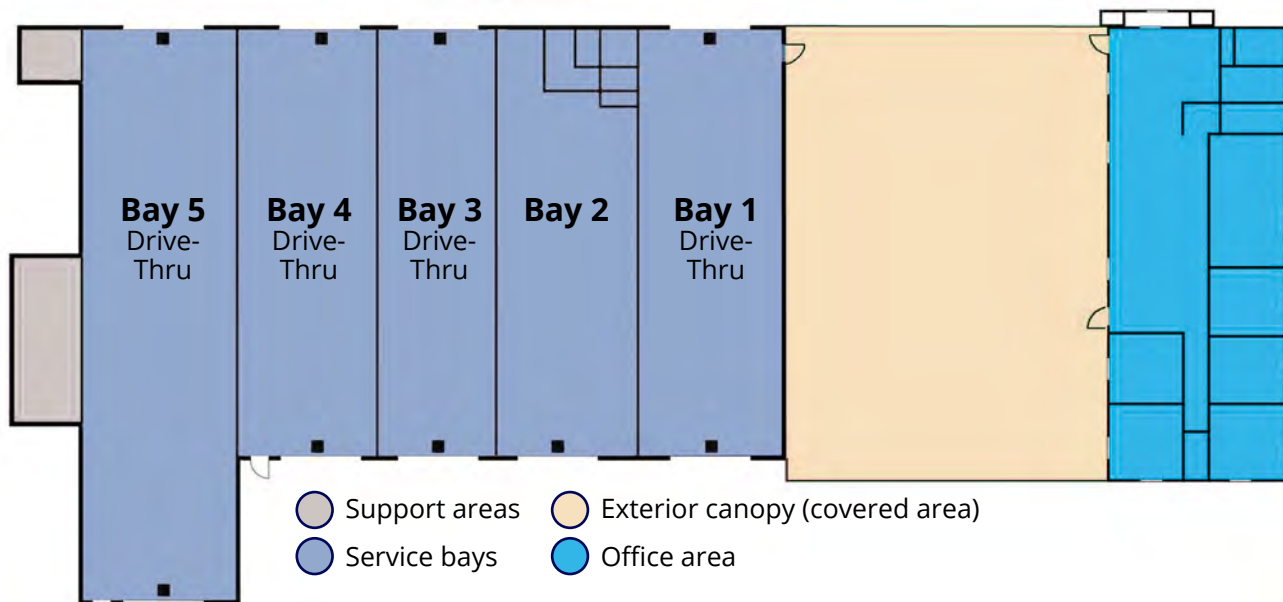 Bay 5
Drive-
Thru
Bay 4
Drive-
Thru
Bay 3
Drive-
Thru
Bay 2
Bay 1
Drive-
Thru
Support areas
Exterior canopy (covered area)
Service bays
Office area